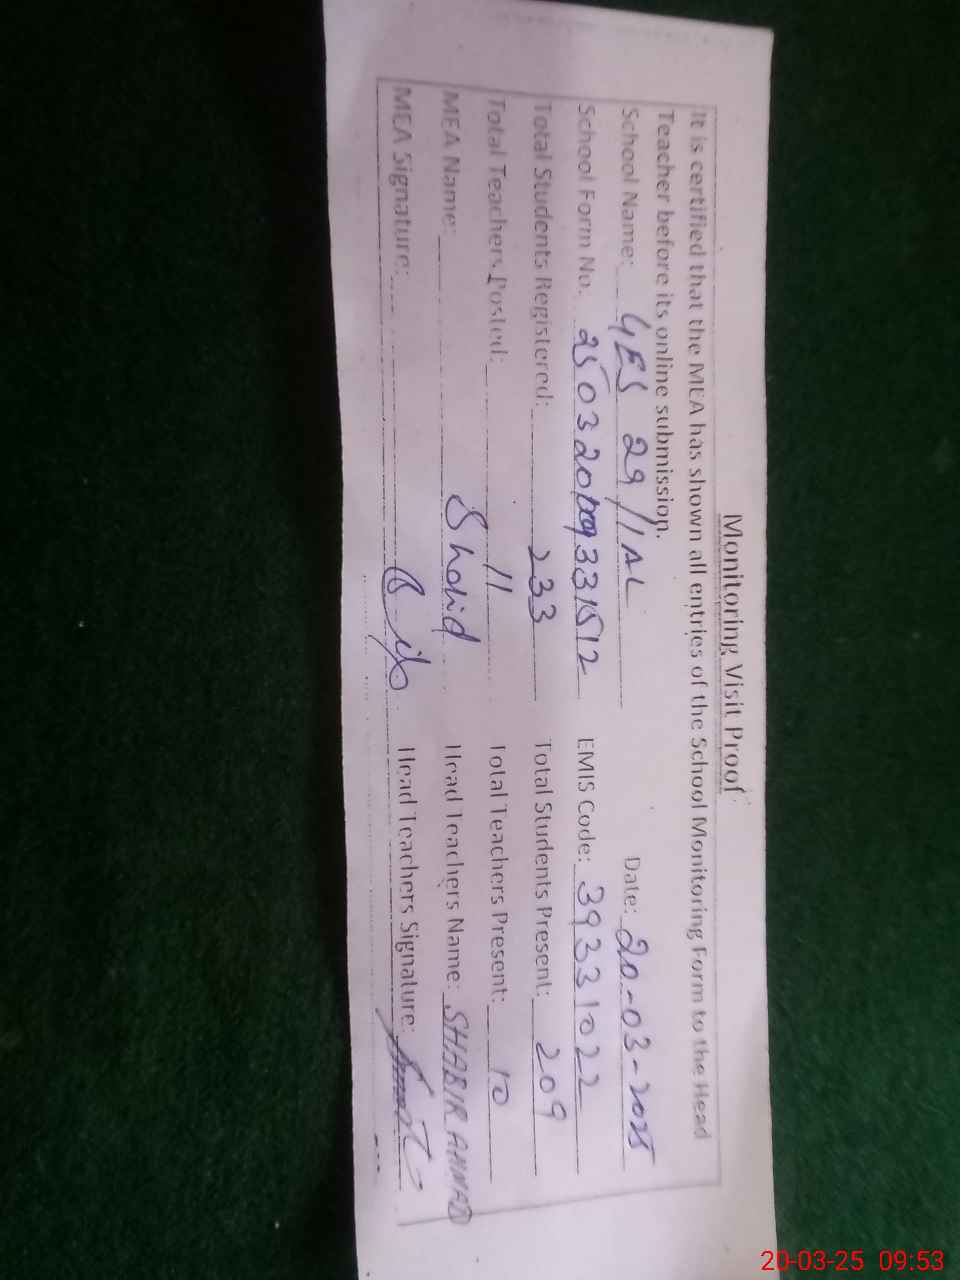 Monitoring Visit Proof
It is certified that the MEA has shown all entries of the School Monitoring Form to the Head
Teacher before its online submission.
School Name: GES 29/1AL Date: 20-03-2025
School Form No. EMIS Code: 39331022
Total Students Registered: 233 Total Students Present: 209
Total Teachers Posted: 11 Total Teachers Present: 10
MEA Name: Shahid Head Teachers Name: SHABIR AHMAD
MEA Signature: Head Teachers Signature:
20-03-25 09:53